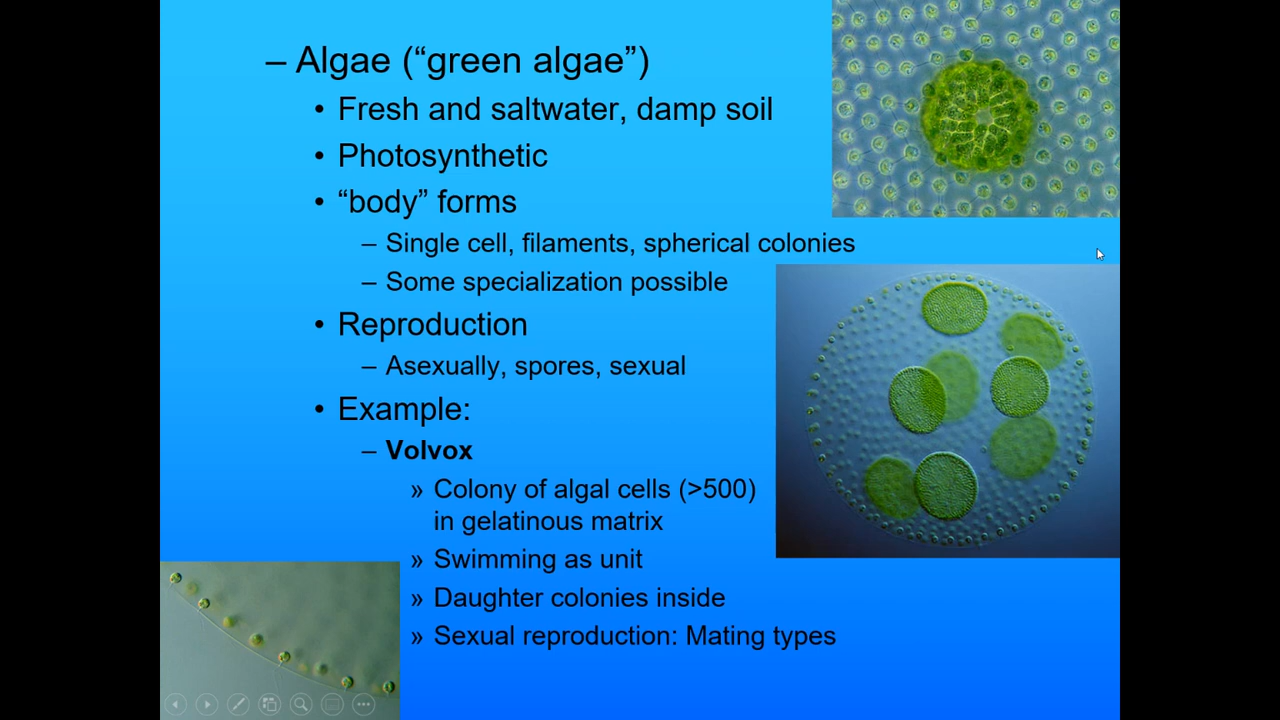 – Algae (“green algae”)
• Fresh and saltwater, damp soil
• Photosynthetic
• “body” forms
– Single cell, filaments, spherical colonies
– Some specialization possible
• Reproduction
– Asexually, spores, sexual
• Example:
– Volvox
» Colony of algal cells (>500)
in gelatinous matrix
» Swimming as unit
» Daughter colonies inside
» Sexual reproduction: Mating types